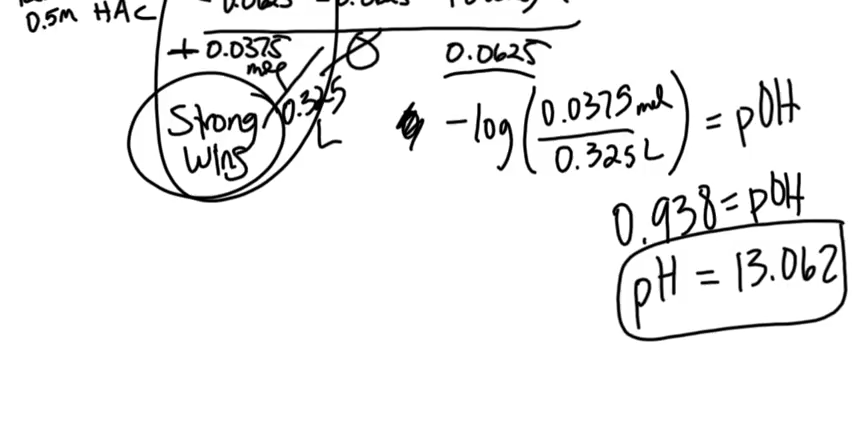 0.5M HAC
+ 0.0375 mol
0
0.0625
Strong Wins
0.325 L
-log(0.0375 mol / 0.325 L) = pOH
0.938 = pOH
pH = 13.062